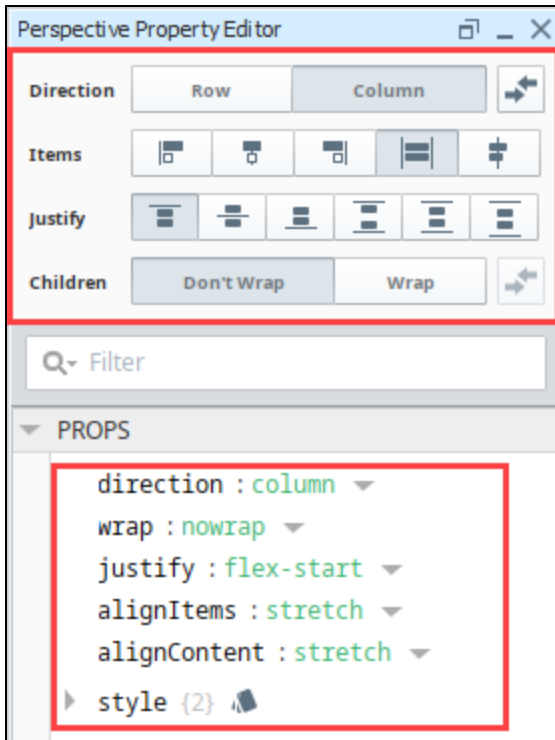 Perspective Property Editor
Direction Row Column
Items
Justify
Children Don't Wrap Wrap
Filter
PROPS
direction : column
wrap : nowrap
justify : flex-start
alignItems : stretch
alignContent : stretch
style {2}